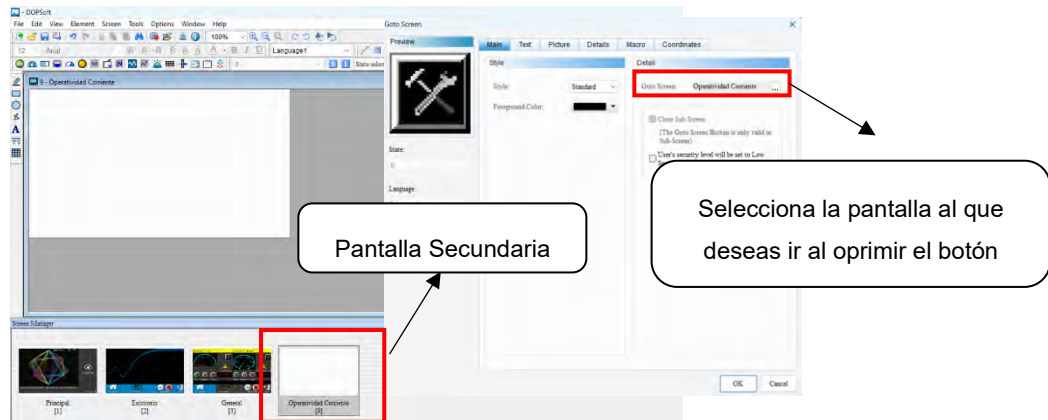 - DOPSoft
File Edit View Element Screen Tools Options Window Help
100%
12 Arial
Language1
State selec
9 - Operatividad Corriente
Goto Screen
Preview
Main Text Picture Details Macro Coordinates
Style
Detail
Style:
Standard
Goto Screen
Operatividad Corriente
...
Foreground Color:
Close Sub-Screen
(The Goto Screen Button is only valid in
Sub-Screen)
User's security level will be set to Low
State:
0
Language:
Selecciona la pantalla al que
deseas ir al oprimir el botón
Pantalla Secundaria
Screen Manager
Principal
[1]
Escritorio
[2]
General
[3]
Operatividad Corriente
[9]
OK Cancel